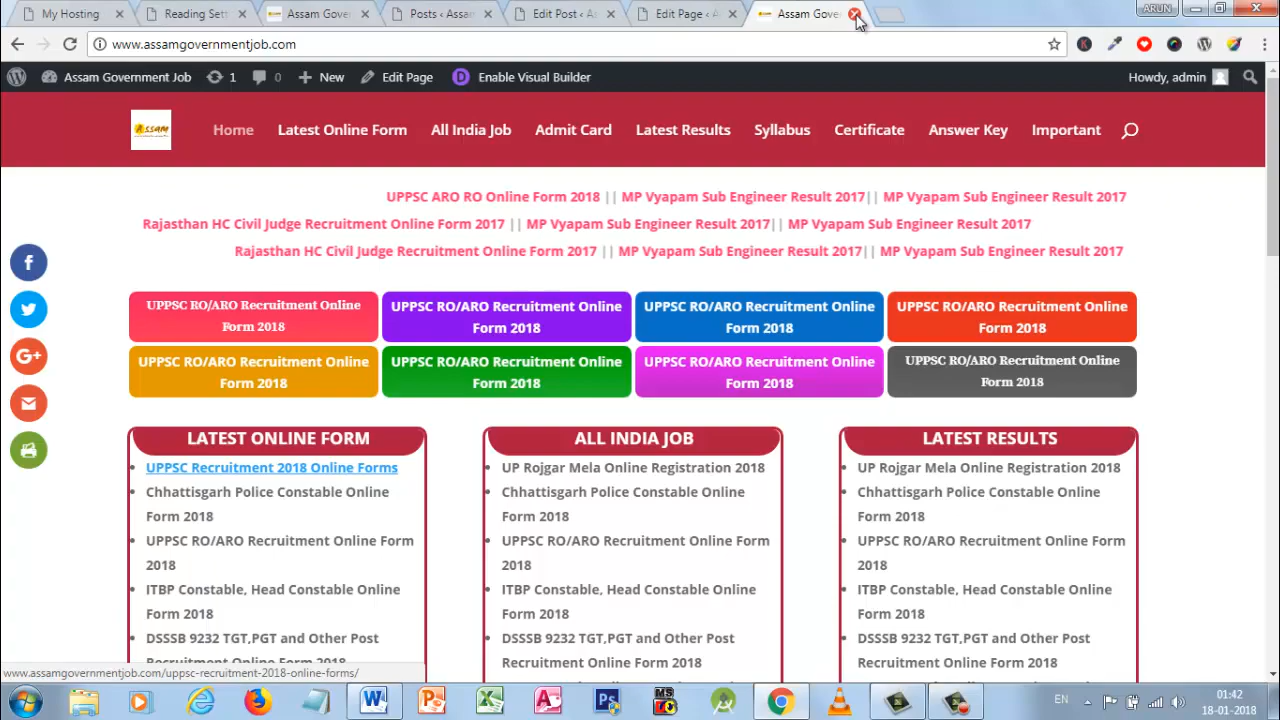 My Hosting
Reading Sett
Assam Gover
Posts ‹ Assam
Edit Post ‹ As
Edit Page ‹ A
Assam Gove
ARUN
www.assamgovernmentjob.com
Assam Government Job 1 0 New Edit Page D Enable Visual Builder Howdy, admin
Assam Home Latest Online Form All India Job Admit Card Latest Results Syllabus Certificate Answer Key Important
UPPSC ARO RO Online Form 2018 || MP Vyapam Sub Engineer Result 2017|| MP Vyapam Sub Engineer Result 2017
Rajasthan HC Civil Judge Recruitment Online Form 2017 || MP Vyapam Sub Engineer Result 2017|| MP Vyapam Sub Engineer Result 2017
Rajasthan HC Civil Judge Recruitment Online Form 2017 || MP Vyapam Sub Engineer Result 2017|| MP Vyapam Sub Engineer Result 2017
UPPSC RO/ARO Recruitment Online
Form 2018
UPPSC RO/ARO Recruitment Online
Form 2018
UPPSC RO/ARO Recruitment Online
Form 2018
UPPSC RO/ARO Recruitment Online
Form 2018
UPPSC RO/ARO Recruitment Online
Form 2018
UPPSC RO/ARO Recruitment Online
Form 2018
UPPSC RO/ARO Recruitment Online
Form 2018
UPPSC RO/ARO Recruitment Online
Form 2018
LATEST ONLINE FORM
UPPSC Recruitment 2018 Online Forms
Chhattisgarh Police Constable Online
Form 2018
UPPSC RO/ARO Recruitment Online Form
2018
ITBP Constable, Head Constable Online
Form 2018
DSSSB 9232 TGT,PGT and Other Post
Recruitment Online Form 2018
ALL INDIA JOB
UP Rojgar Mela Online Registration 2018
Chhattisgarh Police Constable Online
Form 2018
UPPSC RO/ARO Recruitment Online Form
2018
ITBP Constable, Head Constable Online
Form 2018
DSSSB 9232 TGT,PGT and Other Post
Recruitment Online Form 2018
LATEST RESULTS
UP Rojgar Mela Online Registration 2018
Chhattisgarh Police Constable Online
Form 2018
UPPSC RO/ARO Recruitment Online Form
2018
ITBP Constable, Head Constable Online
Form 2018
DSSSB 9232 TGT,PGT and Other Post
Recruitment Online Form 2018
www.assamgovernmentjob.com/uppsc-recruitment-2018-online-forms/
EN
01:42
18-01-2018